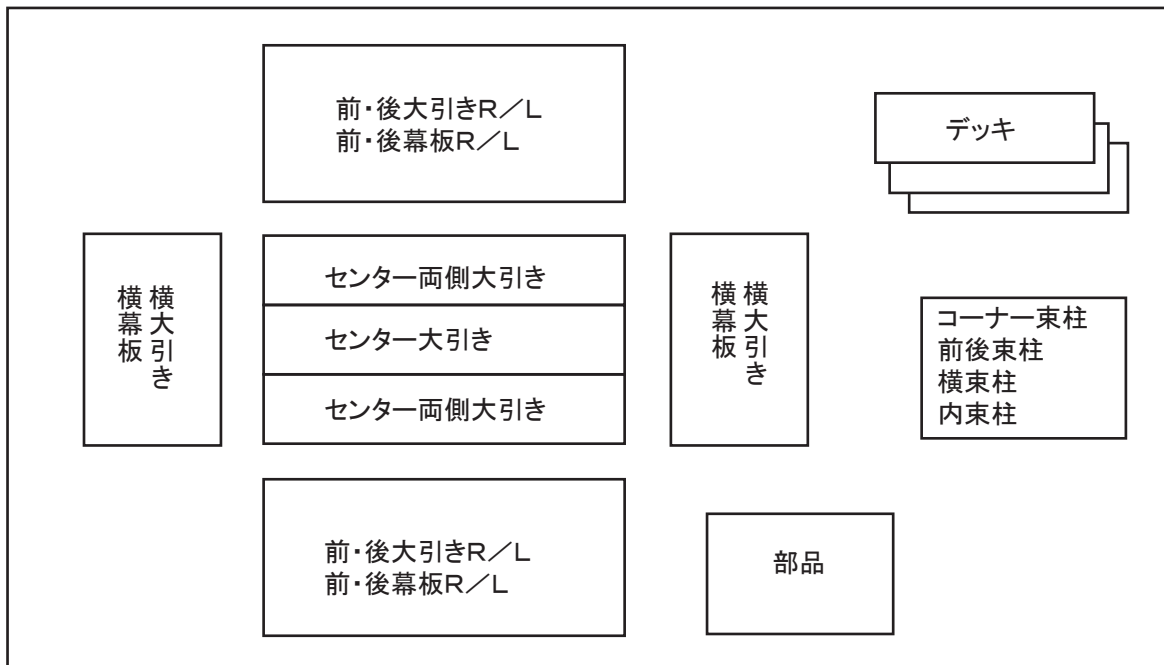 前・後大引きR／L
前・後幕板R／L
デッキ
横大引き
横幕板
センター両側大引き
センター大引き
センター両側大引き
横大引き
横幕板
コーナー束柱
前後束柱
横束柱
内束柱
前・後大引きR／L
前・後幕板R／L
部品